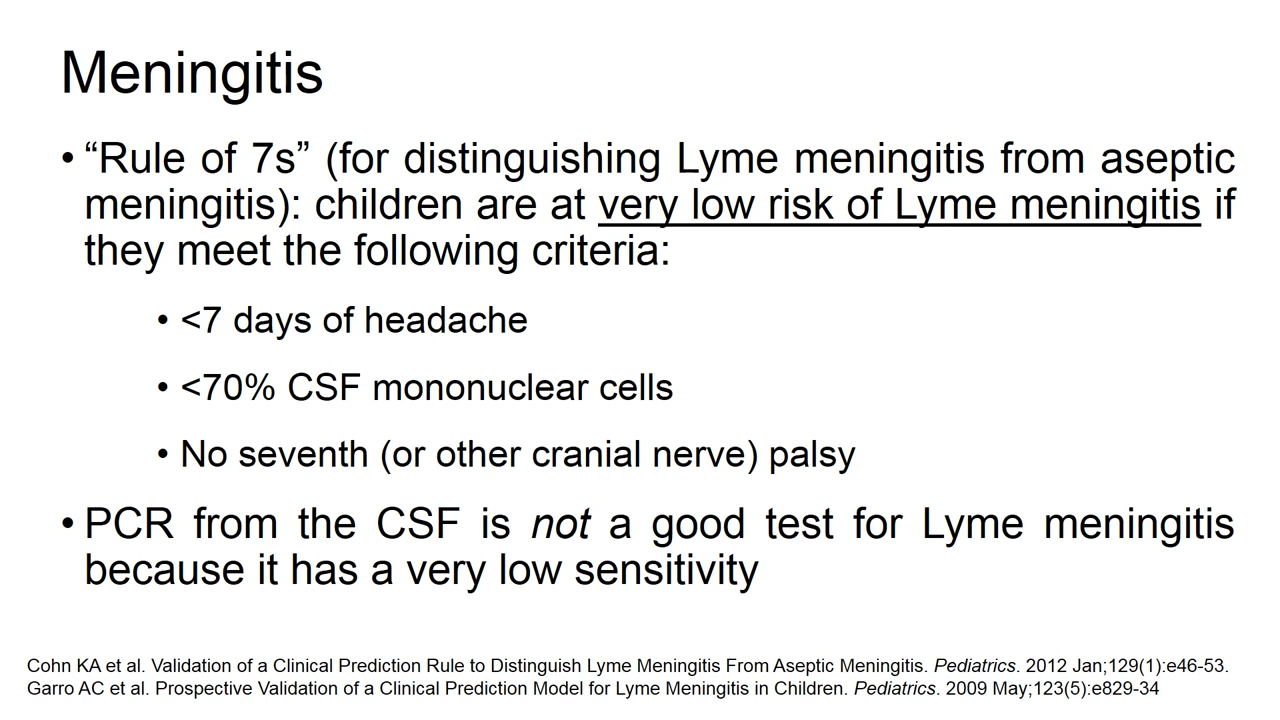 Meningitis
• “Rule of 7s” (for distinguishing Lyme meningitis from aseptic
meningitis): children are at very low risk of Lyme meningitis if
they meet the following criteria:
• <7 days of headache
• <70% CSF mononuclear cells
• No seventh (or other cranial nerve) palsy
• PCR from the CSF is not a good test for Lyme meningitis
because it has a very low sensitivity
Cohn KA et al. Validation of a Clinical Prediction Rule to Distinguish Lyme Meningitis From Aseptic Meningitis. Pediatrics. 2012 Jan;129(1):e46-53.
Garro AC et al. Prospective Validation of a Clinical Prediction Model for Lyme Meningitis in Children. Pediatrics. 2009 May;123(5):e829-34